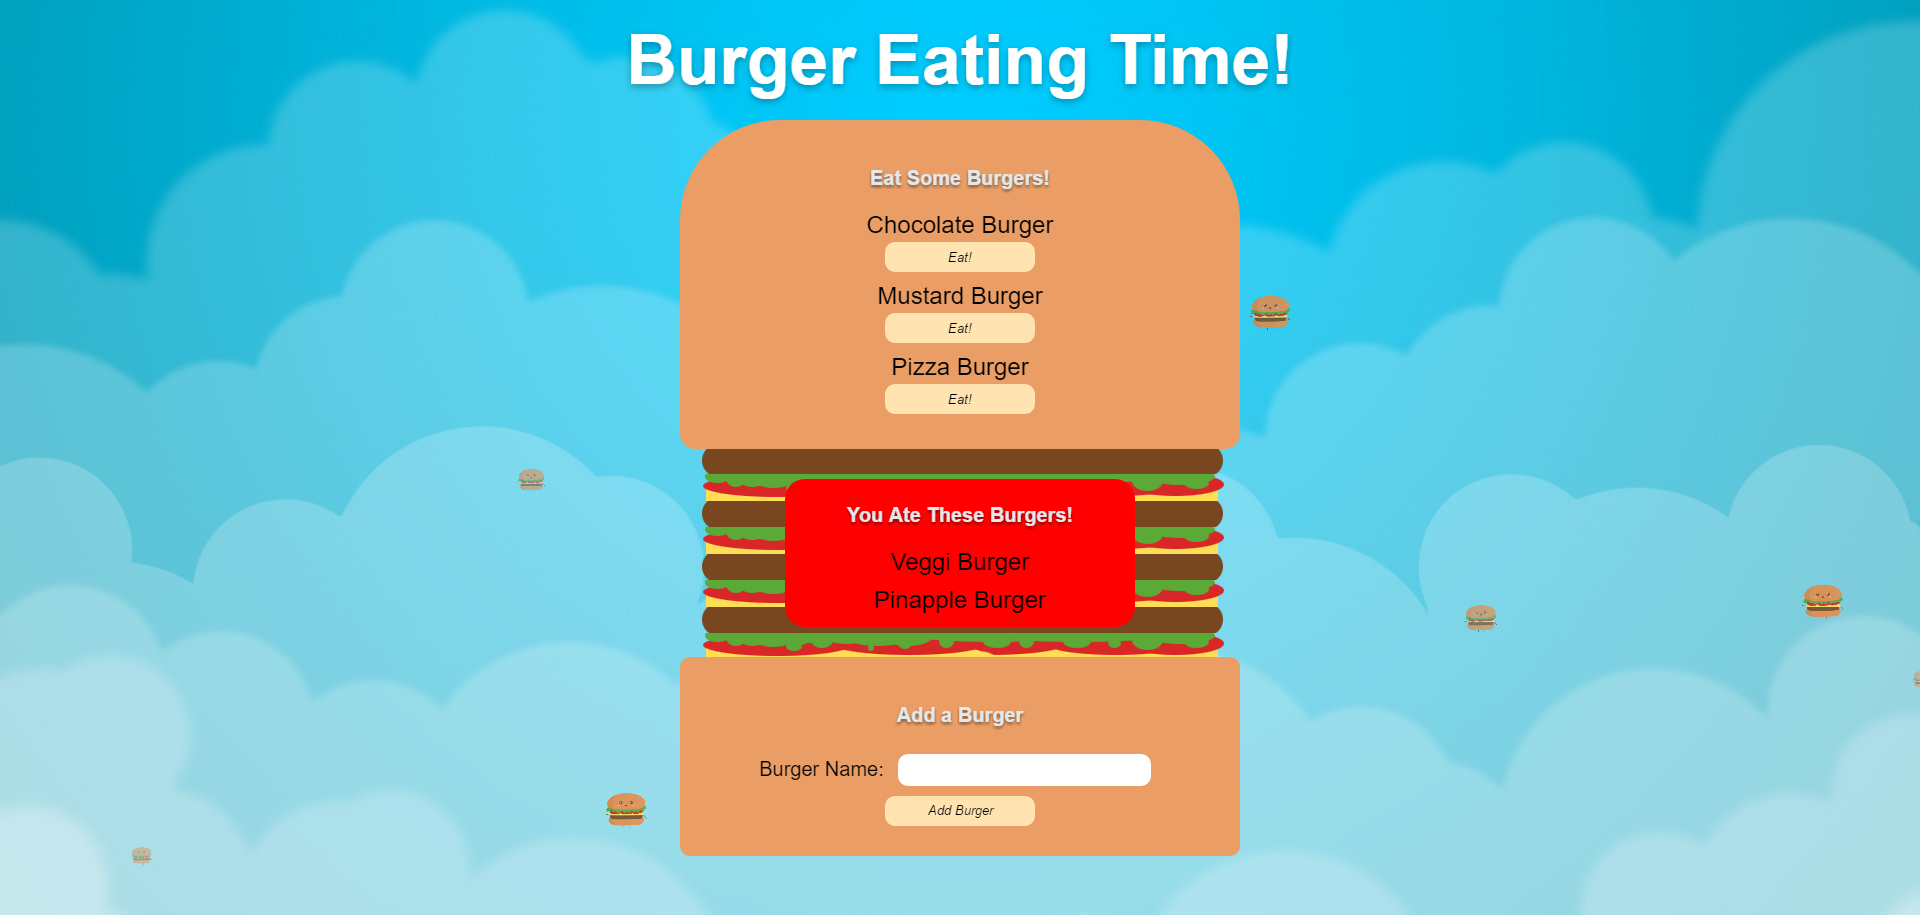 Burger Eating Time!
Eat Some Burgers!
Chocolate Burger
Eat!
Mustard Burger
Eat!
Pizza Burger
Eat!
You Ate These Burgers!
Veggi Burger
Pinapple Burger
Add a Burger
Burger Name:
Add Burger